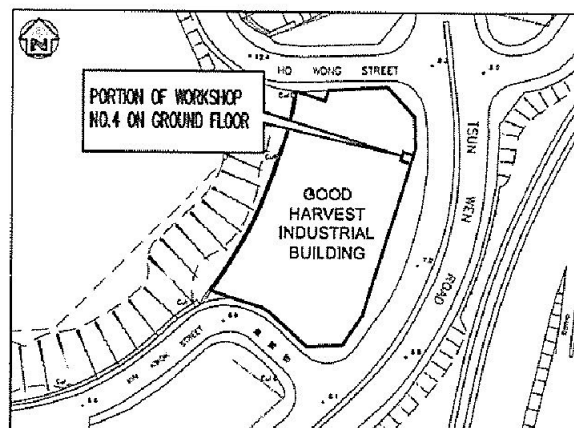 N
HO WONG STREET
PORTION OF WORKSHOP
NO.4 ON GROUND FLOOR
GOOD
HARVEST
INDUSTRIAL
BUILDING
TSUN WEN ROAD
KIN KWOK STREET